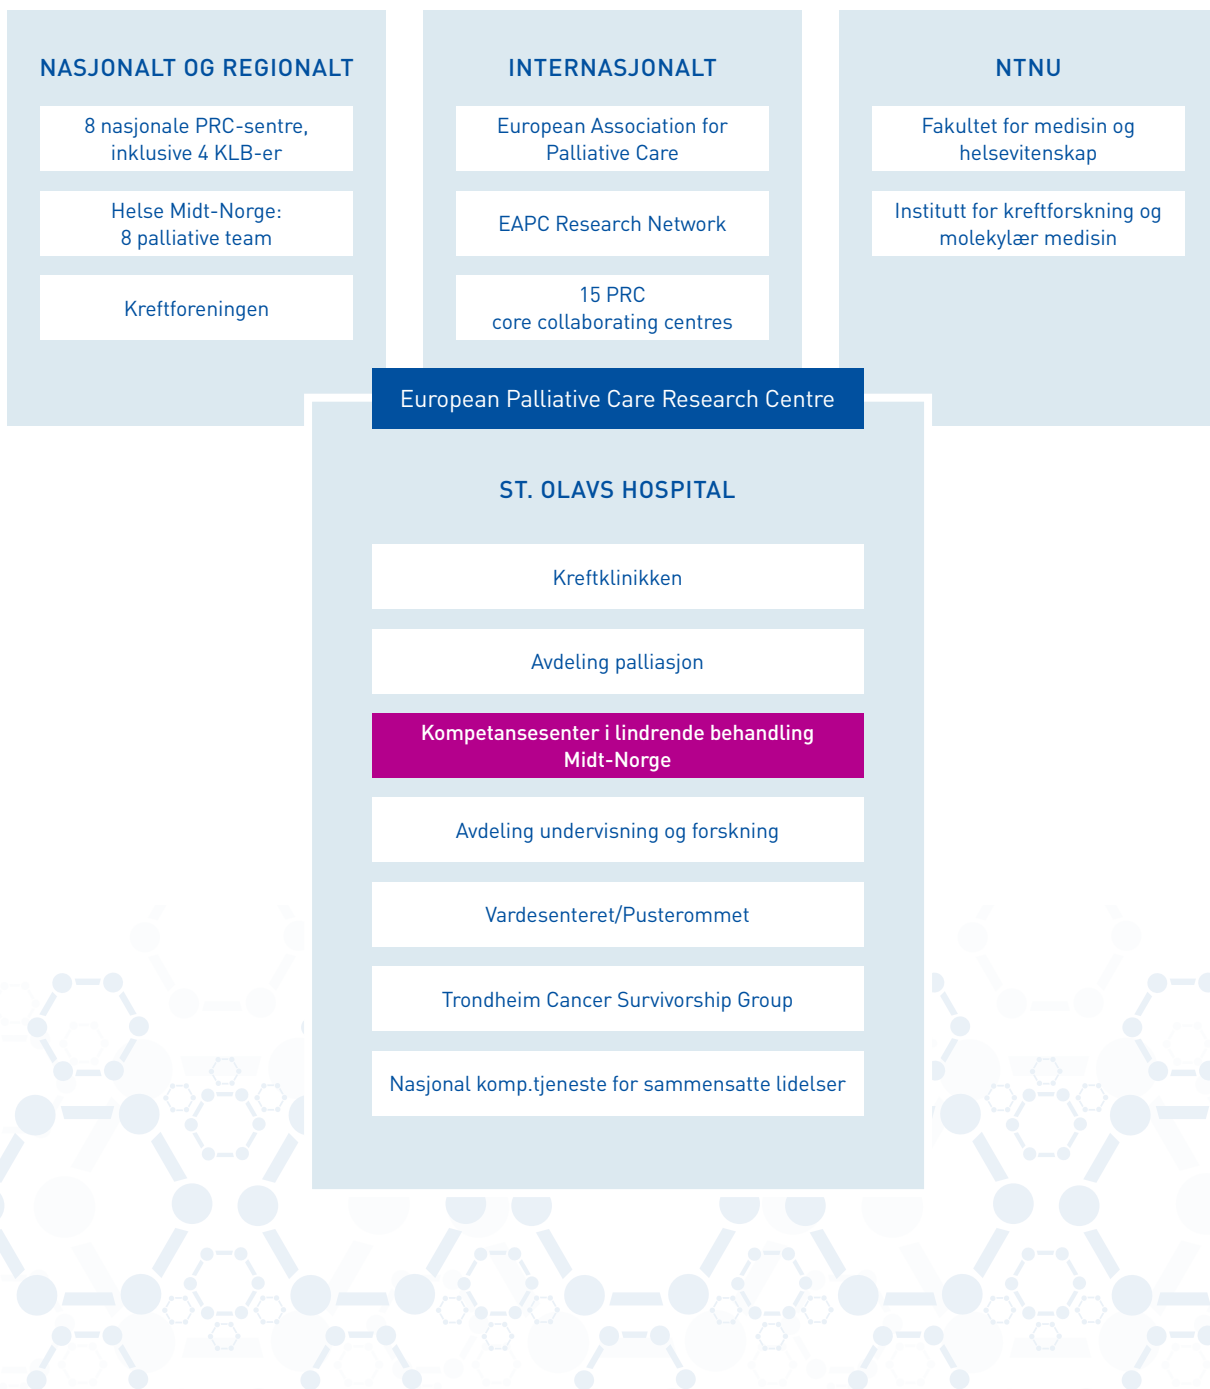 NASJONALT OG REGIONALT
8 nasjonale PRC-sentre,
inklusive 4 KLB-er
Helse Midt-Norge:
8 palliative team
Kreftforeningen
INTERNASJONALT
European Association for
Palliative Care
EAPC Research Network
15 PRC
core collaborating centres
NTNU
Fakultet for medisin og
helsevitenskap
Institutt for kreftforskning og
molekylær medisin
European Palliative Care Research Centre
ST. OLAVS HOSPITAL
Kreftklinikken
Avdeling palliasjon
Kompetansesenter i lindrende behandling
Midt-Norge
Avdeling undervisning og forskning
Vardesenteret/Pusterommet
Trondheim Cancer Survivorship Group
Nasjonal komp.tjeneste for sammensatte lidelser